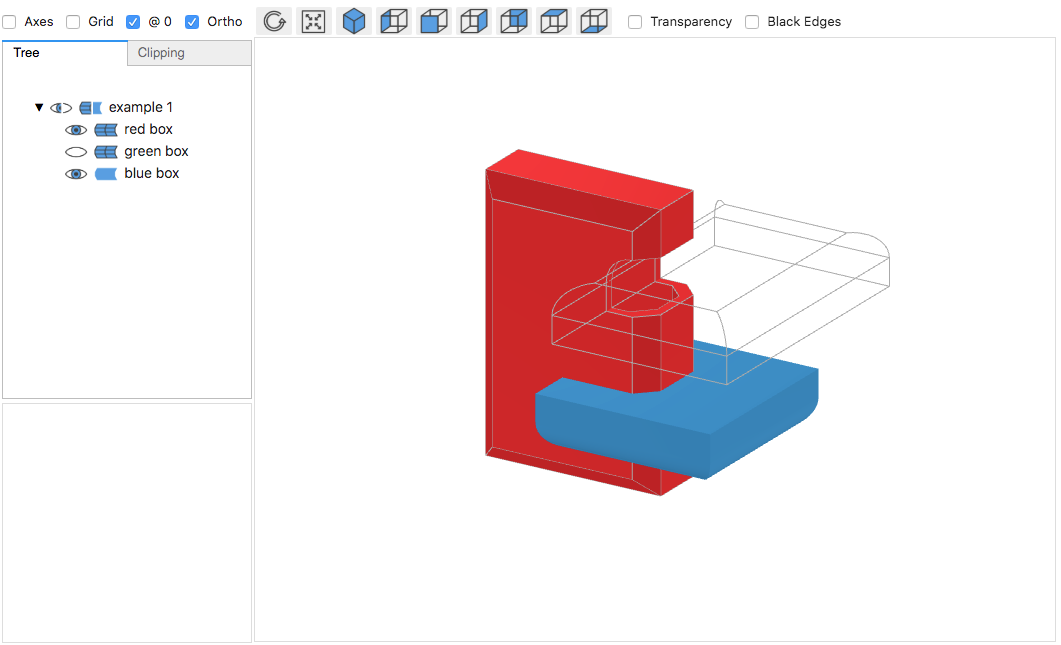 Axes Grid @ 0 Ortho Transparency Black Edges
Tree Clipping
example 1
red box
green box
blue box